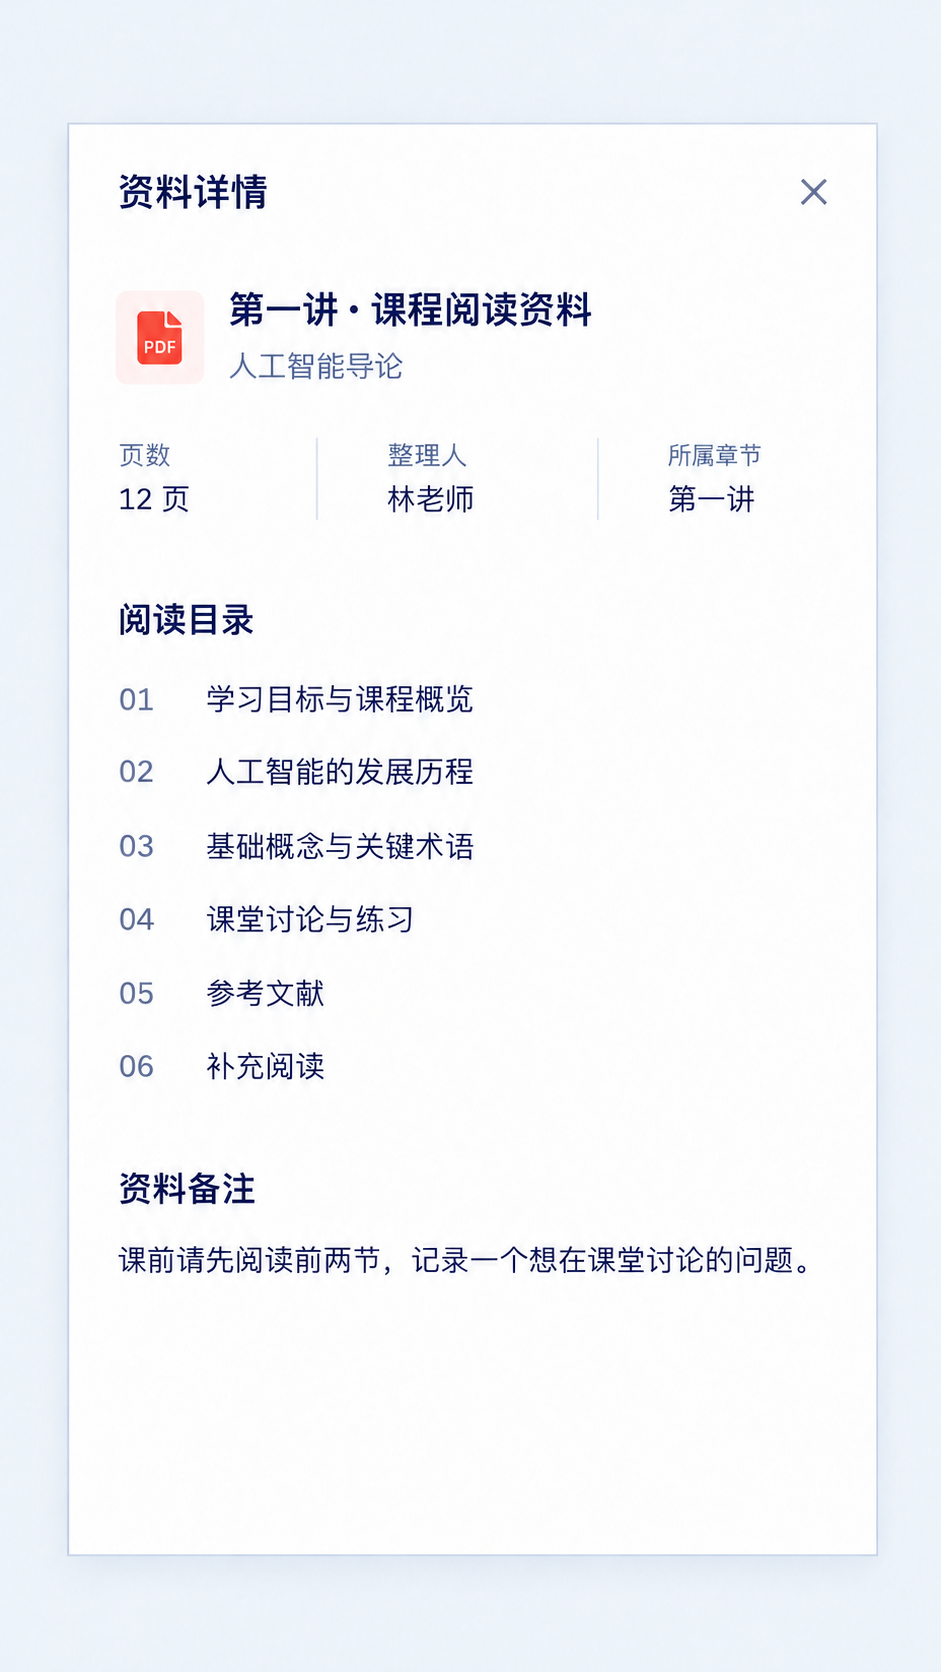 资料详情
PDF
第一讲·课程阅读资料
人工智能导论
页数 整理人 所属章节
12 页 林老师 第一讲
阅读目录
01 学习目标与课程概览
02 人工智能的发展历程
03 基础概念与关键术语
04 课堂讨论与练习
05 参考文献
06 补充阅读
资料备注
课前请先阅读前两节，记录一个想在课堂讨论的问题。